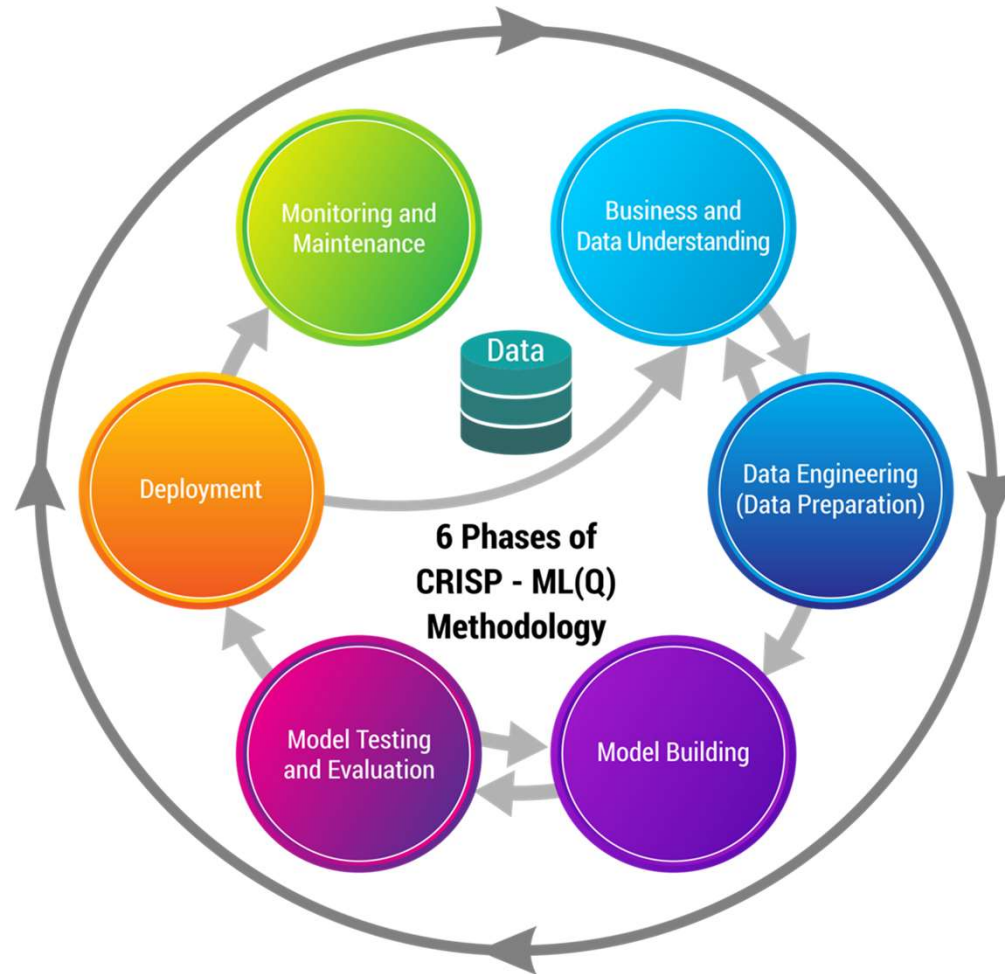 Monitoring and
Maintenance
Business and
Data Understanding
Data
Deployment
Data Engineering
(Data Preparation)
6 Phases of
CRISP - ML(Q)
Methodology
Model Testing
and Evaluation
Model Building